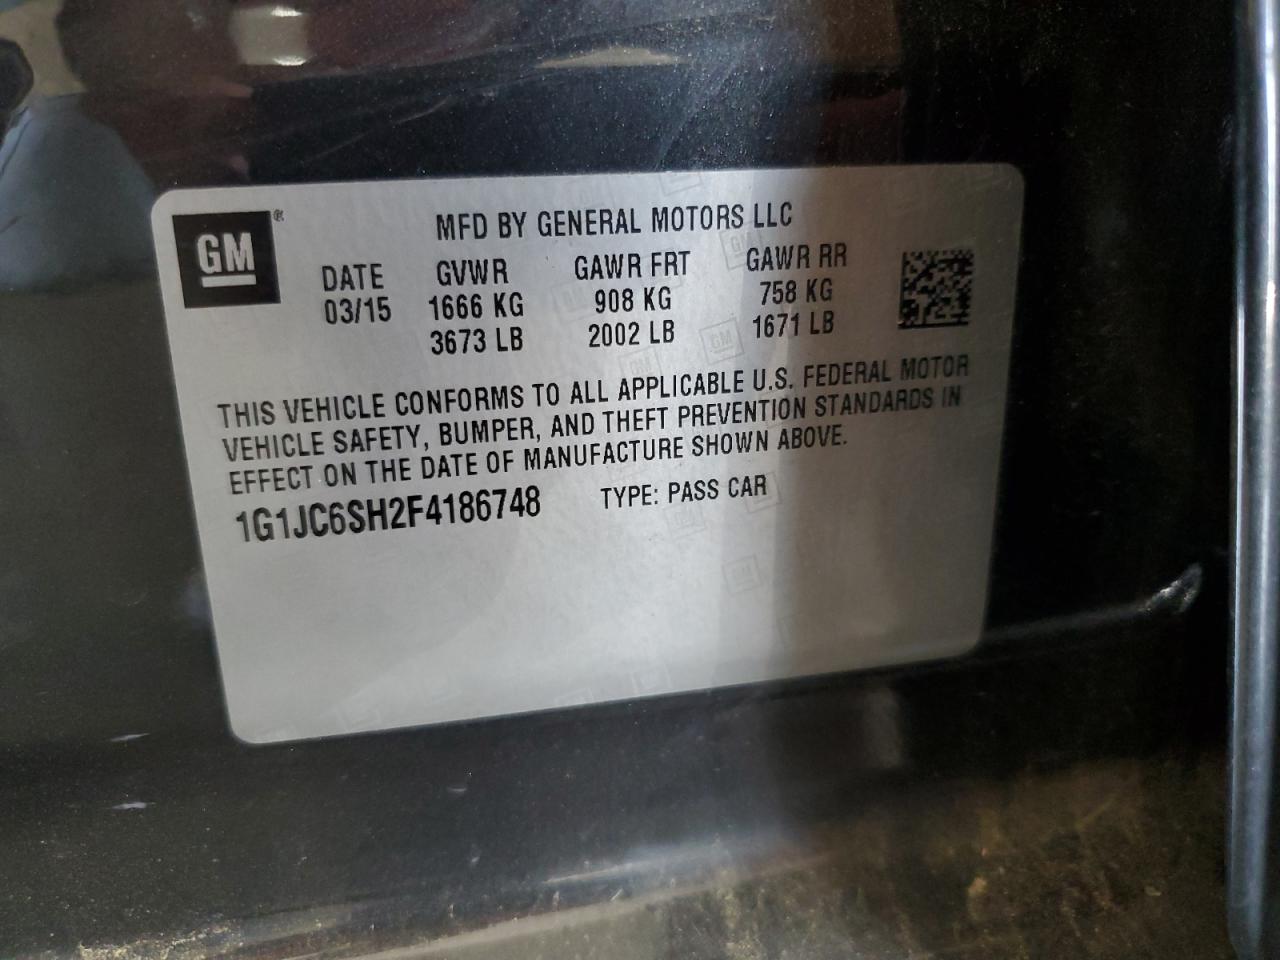 GM®
MFD BY GENERAL MOTORS LLC
DATE GVWR GAWR FRT GAWR RR
03/15 1666 KG 908 KG 758 KG
3673 LB 2002 LB 1671 LB
THIS VEHICLE CONFORMS TO ALL APPLICABLE U.S. FEDERAL MOTOR
VEHICLE SAFETY, BUMPER, AND THEFT PREVENTION STANDARDS IN
EFFECT ON THE DATE OF MANUFACTURE SHOWN ABOVE.
1G1JC6SH2F4186748 TYPE: PASS CAR